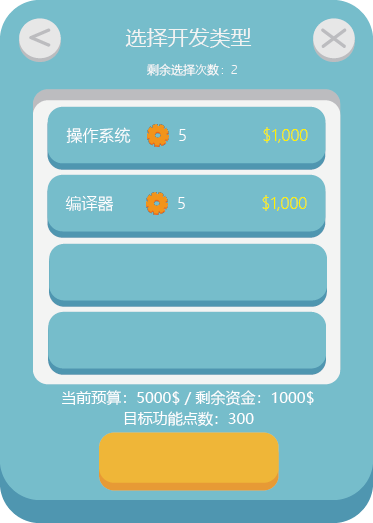 选择开发类型
剩余选择次数：2
操作系统 5 $1,000
编译器 5 $1,000
当前预算：5000$ / 剩余资金：1000$
目标功能点数：300